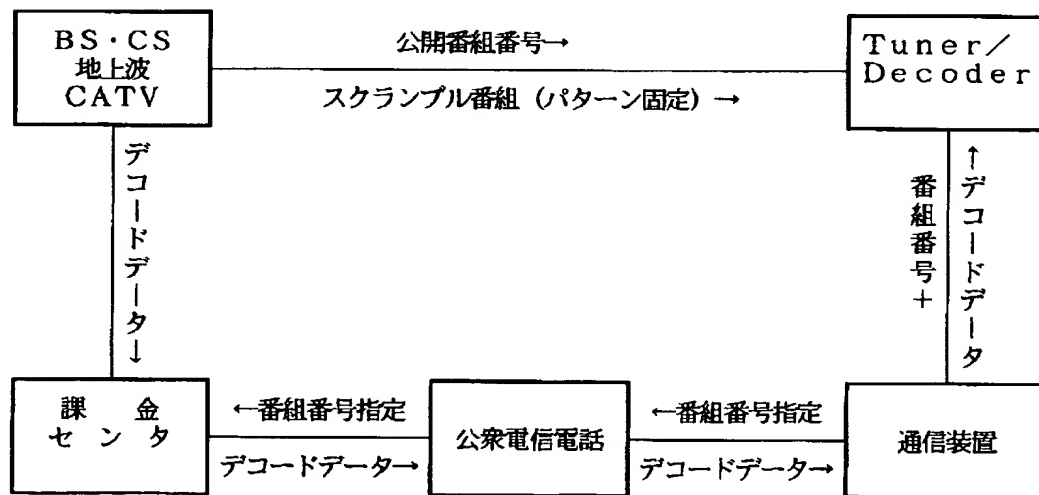 BS・CS
地上波
CATV
公開番組番号→
スクランブル番組（パターン固定）→
Tuner／
Decoder
デコードデータ↓
番組番号＋
↑デコードデータ
課　金
センタ
←番組番号指定
デコードデータ→
公衆電信電話
←番組番号指定
デコードデータ→
通信装置